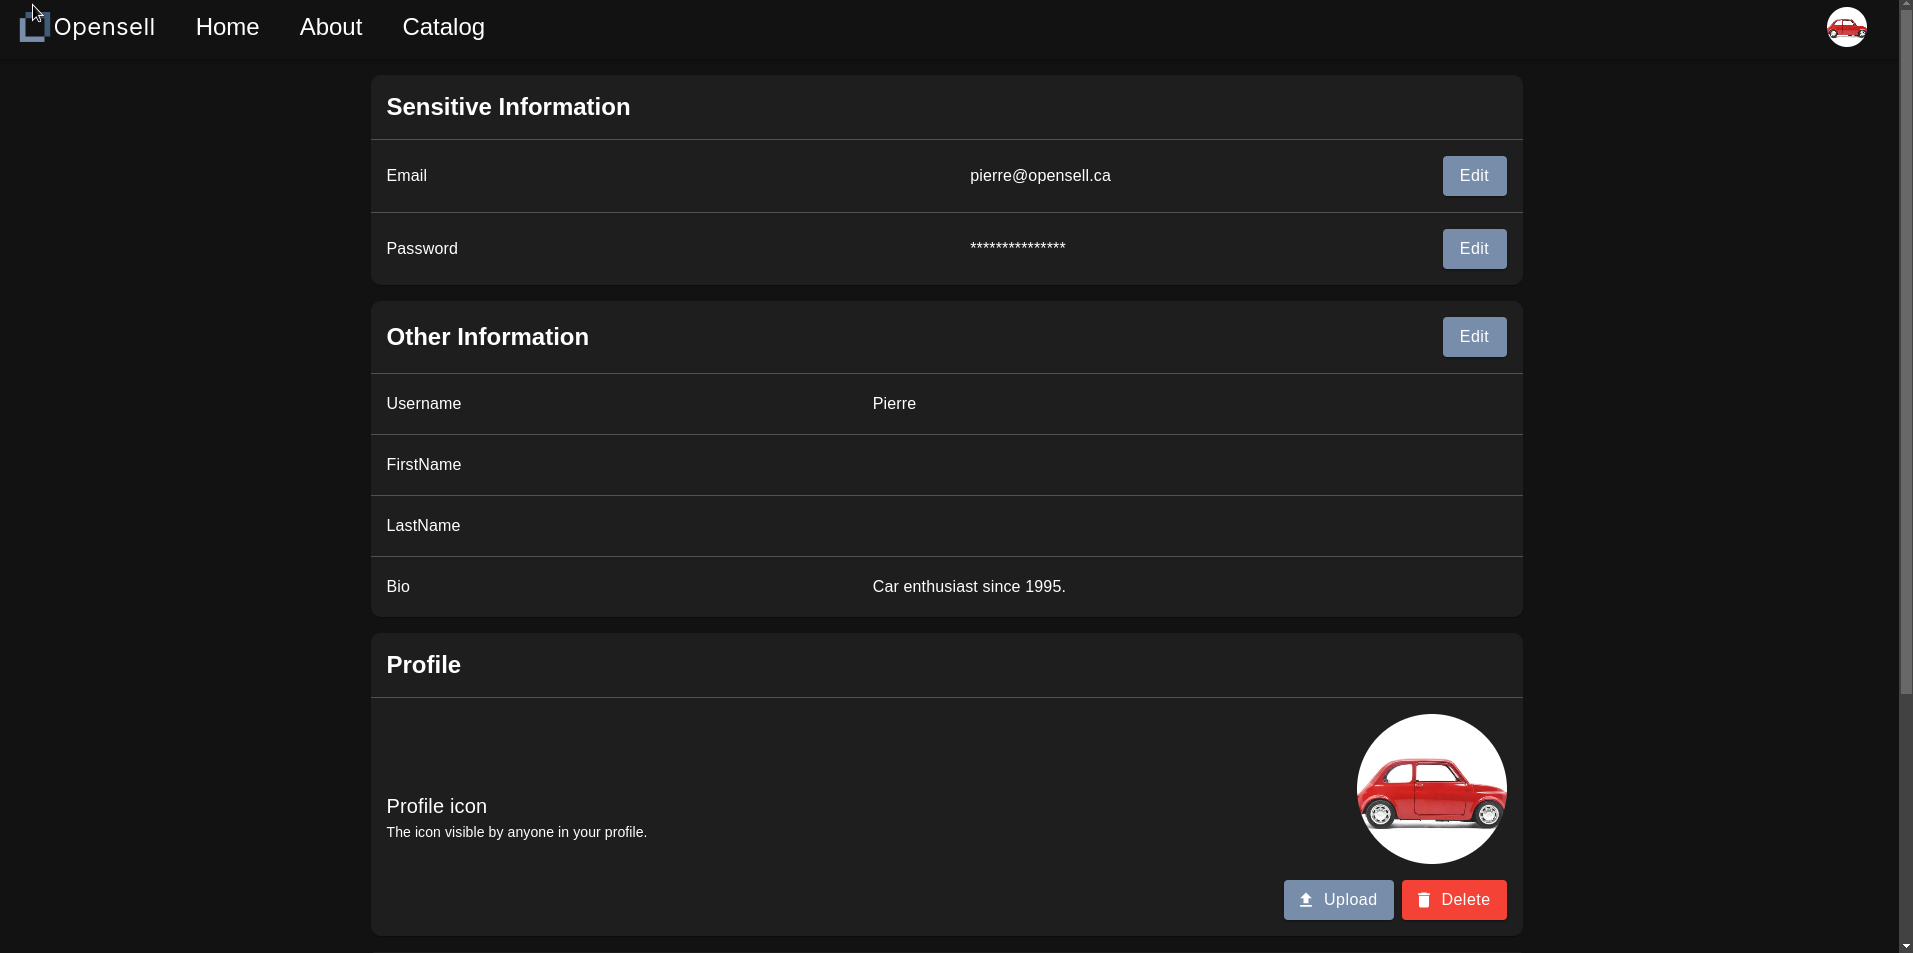 Opensell Home About Catalog
Sensitive Information
Email pierre@opensell.ca Edit
Password *************** Edit
Other Information Edit
Username Pierre
FirstName
LastName
Bio Car enthusiast since 1995.
Profile
Profile icon
The icon visible by anyone in your profile.
Upload Delete